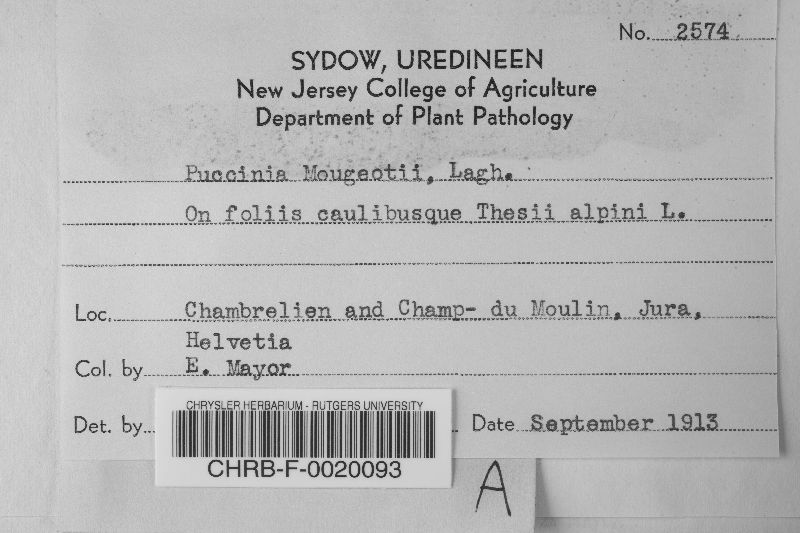 No. 2574
SYDOW, UREDINEEN
New Jersey College of Agriculture
Department of Plant Pathology
Puccinia Mougeotii, Lagh.
On foliis caulibusque Thesii alpini L.
Loc. Chambrelien and Champ- du Moulin, Jura,
Helvetia
Col. by E. Mayor
Det. by Date September 1913
CHRYSLER HERBARIUM - RUTGERS UNIVERSITY
CHRB-F-0020093
A